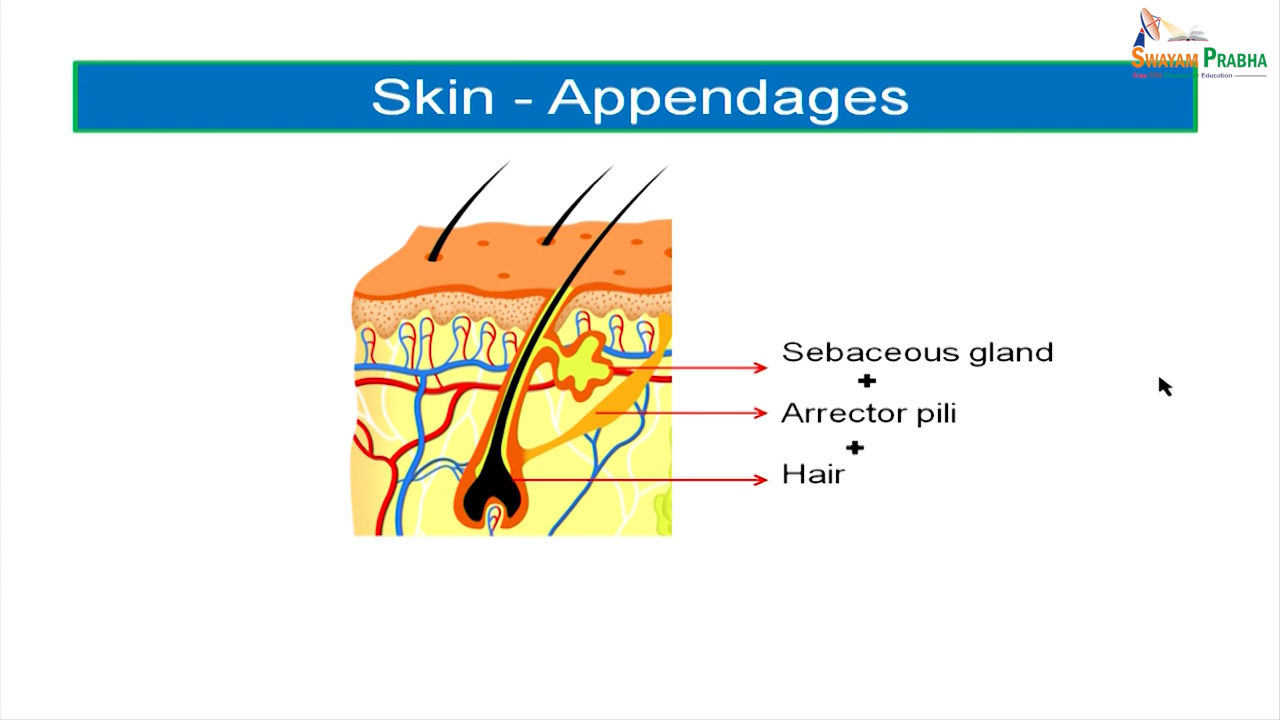 SWAYAM PRABHA
Skin - Appendages
Sebaceous gland
+
Arrector pili
+
Hair